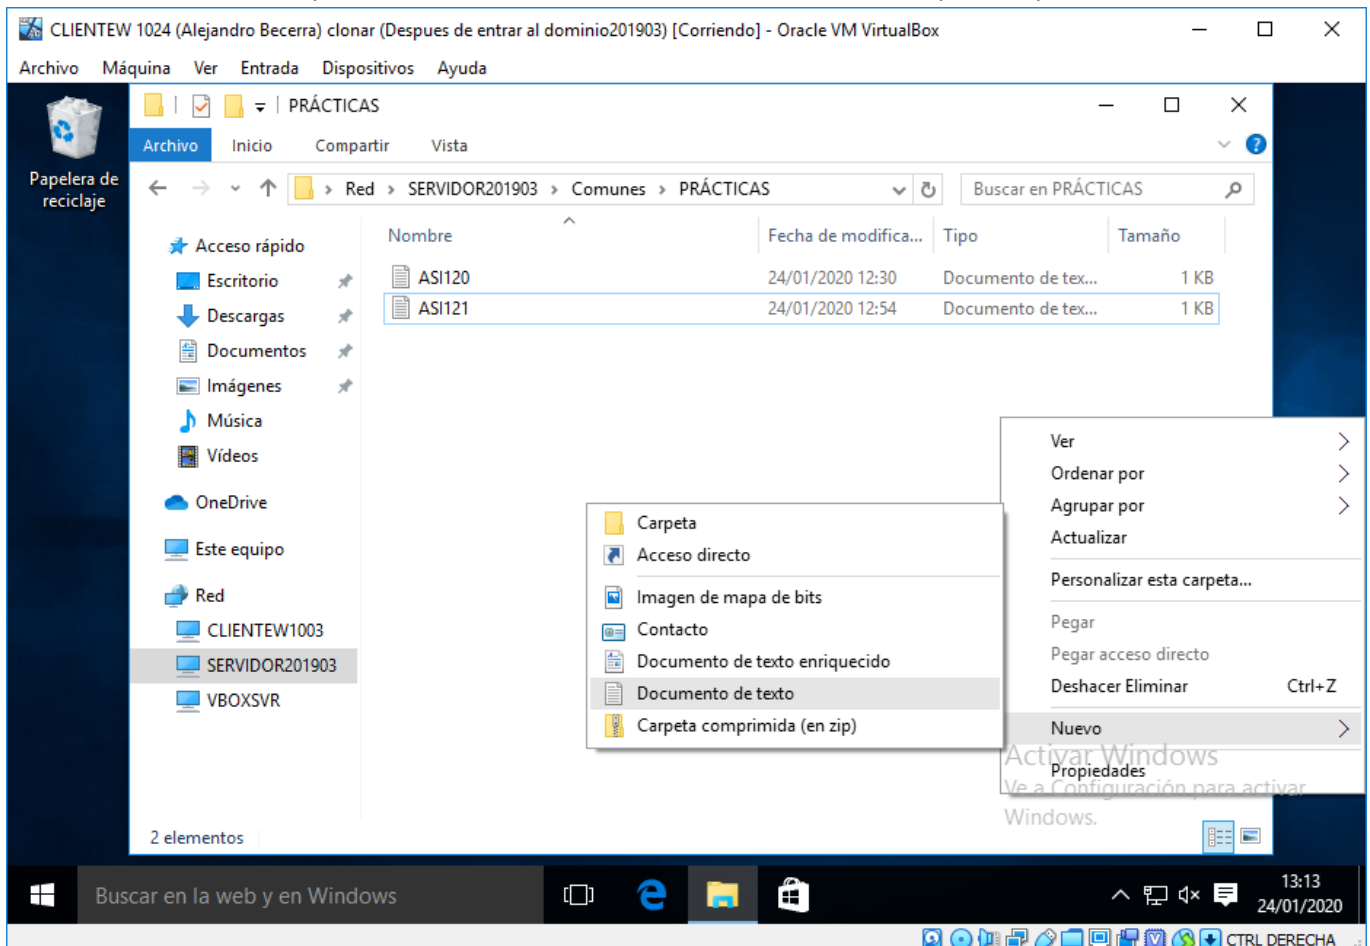 CLIENTEW 1024 (Alejandro Becerra) clonar (Despues de entrar al dominio201903) [Corriendo] - Oracle VM VirtualBox
Archivo Máquina Ver Entrada Dispositivos Ayuda
Papelera de
reciclaje
PRÁCTICAS
Archivo Inicio Compartir Vista
Red > SERVIDOR201903 > Comunes > PRÁCTICAS
Buscar en PRÁCTICAS
Nombre Fecha de modifica... Tipo Tamaño
ASI120 24/01/2020 12:30 Documento de tex... 1 KB
ASI121 24/01/2020 12:54 Documento de tex... 1 KB
Acceso rápido
Escritorio
Descargas
Documentos
Imágenes
Música
Vídeos
OneDrive
Este equipo
Red
CLIENTEW1003
SERVIDOR201903
VBOXSVR
Carpeta
Acceso directo
Imagen de mapa de bits
Contacto
Documento de texto enriquecido
Documento de texto
Carpeta comprimida (en zip)
Ver
Ordenar por
Agrupar por
Actualizar
Personalizar esta carpeta...
Pegar
Pegar acceso directo
Deshacer Eliminar Ctrl+Z
Nuevo
Propiedades
Activar Windows
Ve a Configuración para activar
Windows.
2 elementos
Buscar en la web y en Windows
13:13
24/01/2020
CTRL DERECHA